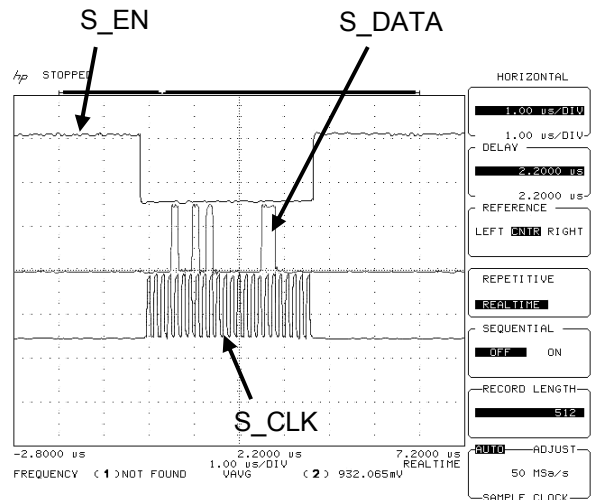 S_EN
S_DATA
hp STOPPED
HORIZONTAL
1.00 us/DIV
1.00 us/DIV
DELAY
2.2000 us
2.2000 us
REFERENCE
LEFT CNTR RIGHT
REPETITIVE
REALTIME
SEQUENTIAL
OFF ON
RECORD LENGTH
512
AUTO ADJUST
50 MSa/s
SAMPLE CLOCK
S_CLK
-2.8000 us
2.2000 us
7.2000 us
1.00 us/DIV
REALTIME
FREQUENCY (1) NOT FOUND
VAVG (2) 932.065mV